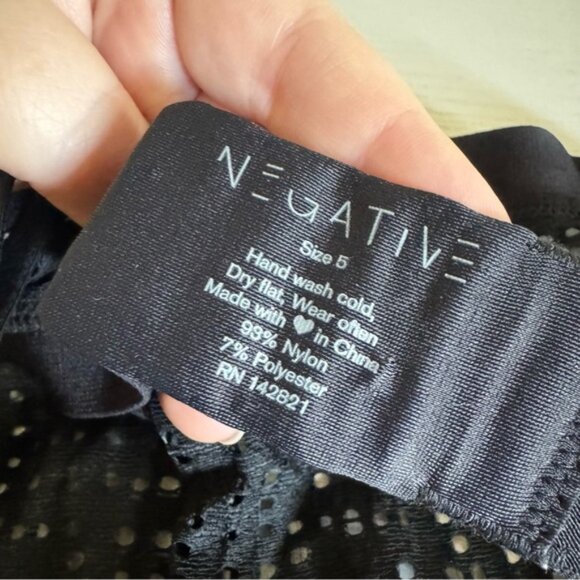 NEGATIVE
Size 5
Hand wash cold,
Dry flat, Wear often
Made with ♥ in China
93% Nylon
7% Polyester
RN 142821